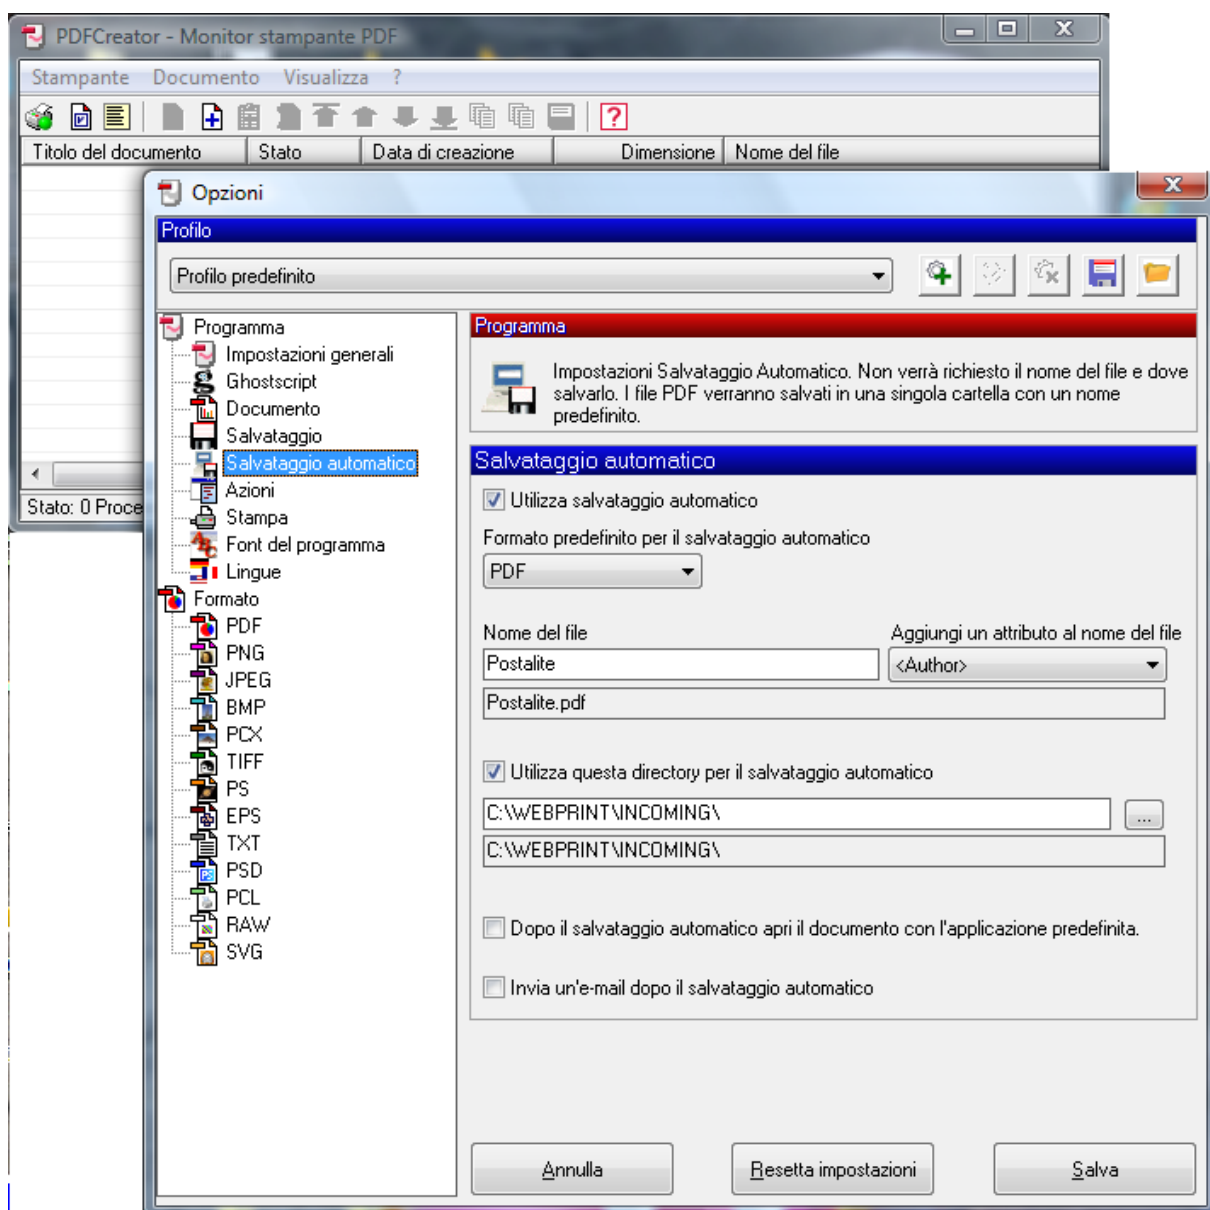 PDFCreator - Monitor stampante PDF
Stampante Documento Visualizza ?
Titolo del documento Stato Data di creazione Dimensione Nome del file
Stato: 0 Proce
Opzioni
Profilo
Profilo predefinito
Programma
Impostazioni generali
Ghostscript
Documento
Salvataggio
Salvataggio automatico
Azioni
Stampa
Font del programma
Lingue
Formato
PDF
PNG
JPEG
BMP
PCX
TIFF
PS
EPS
TXT
PSD
PCL
RAW
SVG
Programma
Impostazioni Salvataggio Automatico. Non verrà richiesto il nome del file e dove
salvarlo. I file PDF verranno salvati in una singola cartella con un nome
predefinito.
Salvataggio automatico
Utilizza salvataggio automatico
Formato predefinito per il salvataggio automatico
PDF
Nome del file Aggiungi un attributo al nome del file
Postalite <Author>
Postalite.pdf
Utilizza questa directory per il salvataggio automatico
C:\WEBPRINT\INCOMING\ ...
C:\WEBPRINT\INCOMING\
Dopo il salvataggio automatico apri il documento con l'applicazione predefinita.
Invia un'e-mail dopo il salvataggio automatico
Annulla Resetta impostazioni Salva